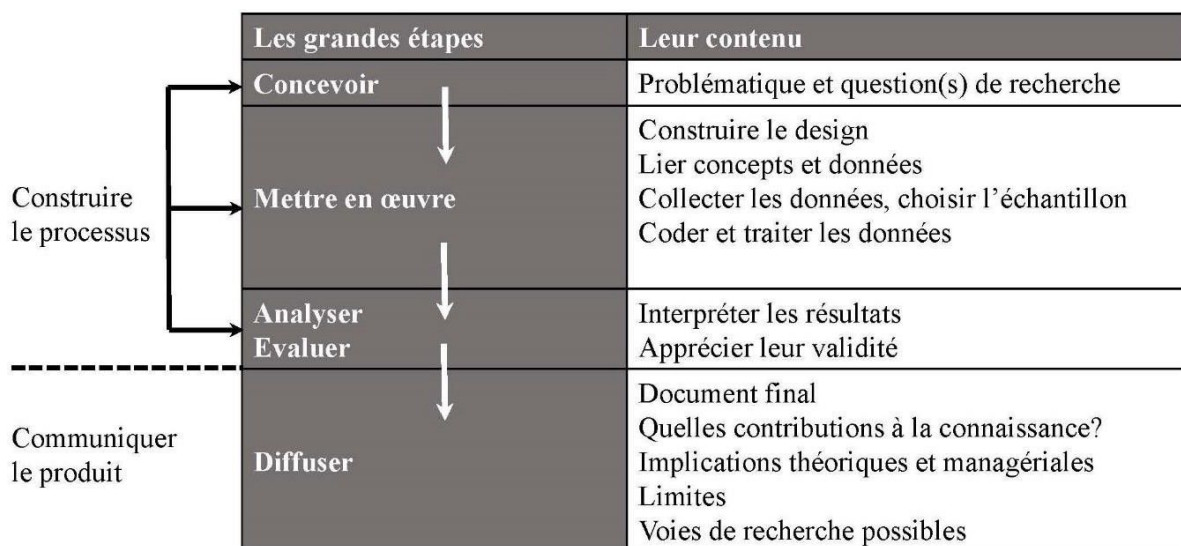 Les grandes étapes
Leur contenu
Concevoir
Problématique et question(s) de recherche
Construire
le processus
Mettre en œuvre
Construire le design
Lier concepts et données
Collecter les données, choisir l’échantillon
Coder et traiter les données
Analyser
Evaluer
Interpréter les résultats
Apprécier leur validité
Communiquer
le produit
Diffuser
Document final
Quelles contributions à la connaissance?
Implications théoriques et managériales
Limites
Voies de recherche possibles